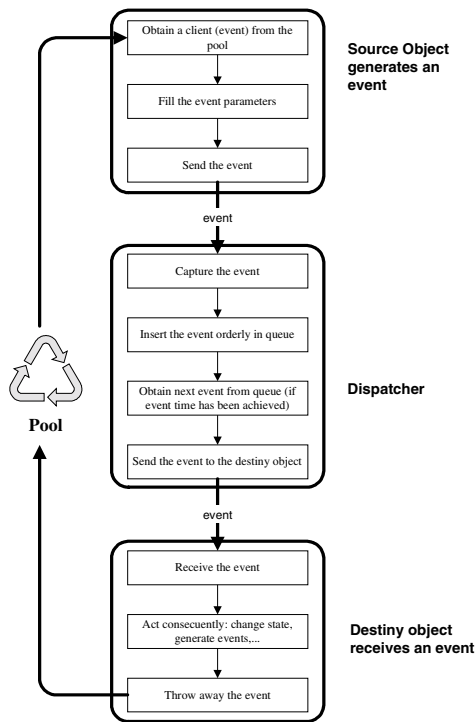 Obtain a client (event) from the
pool
Fill the event parameters
Send the event
Source Object
generates an
event
event
Capture the event
Insert the event orderly in queue
Obtain next event from queue (if
event time has been achieved)
Send the event to the destiny object
Dispatcher
Pool
event
Receive the event
Act consecuently: change state,
generate events,...
Throw away the event
Destiny object
receives an event